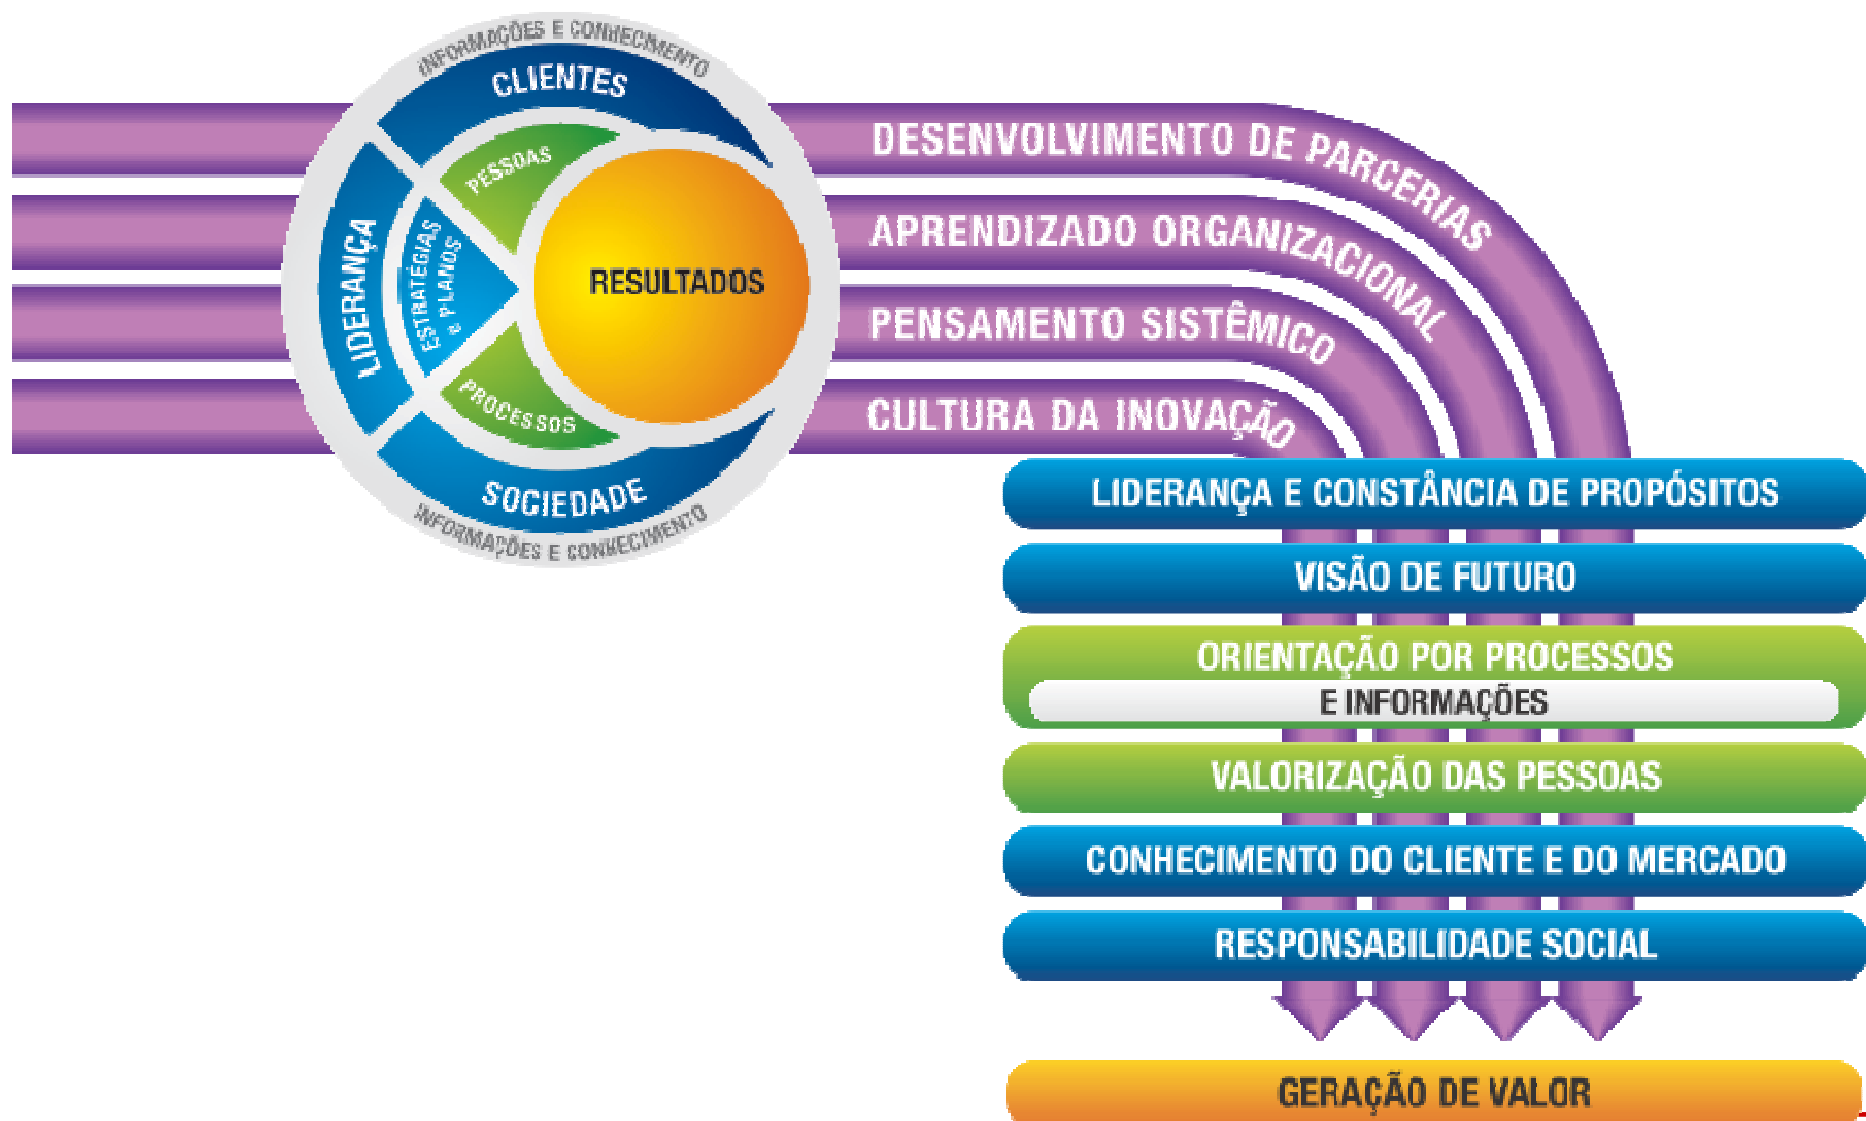 INFORMAÇÕES E CONHECIMENTO
CLIENTES
PESSOAS
LIDERANÇA
ESTRATÉGIAS
e PLANOS
RESULTADOS
PROCESSOS
SOCIEDADE
INFORMAÇÕES E CONHECIMENTO
DESENVOLVIMENTO DE PARCERIAS
APRENDIZADO ORGANIZACIONAL
PENSAMENTO SISTÊMICO
CULTURA DA INOVAÇÃO
LIDERANÇA E CONSTÂNCIA DE PROPÓSITOS
VISÃO DE FUTURO
ORIENTAÇÃO POR PROCESSOS
E INFORMAÇÕES
VALORIZAÇÃO DAS PESSOAS
CONHECIMENTO DO CLIENTE E DO MERCADO
RESPONSABILIDADE SOCIAL
GERAÇÃO DE VALOR